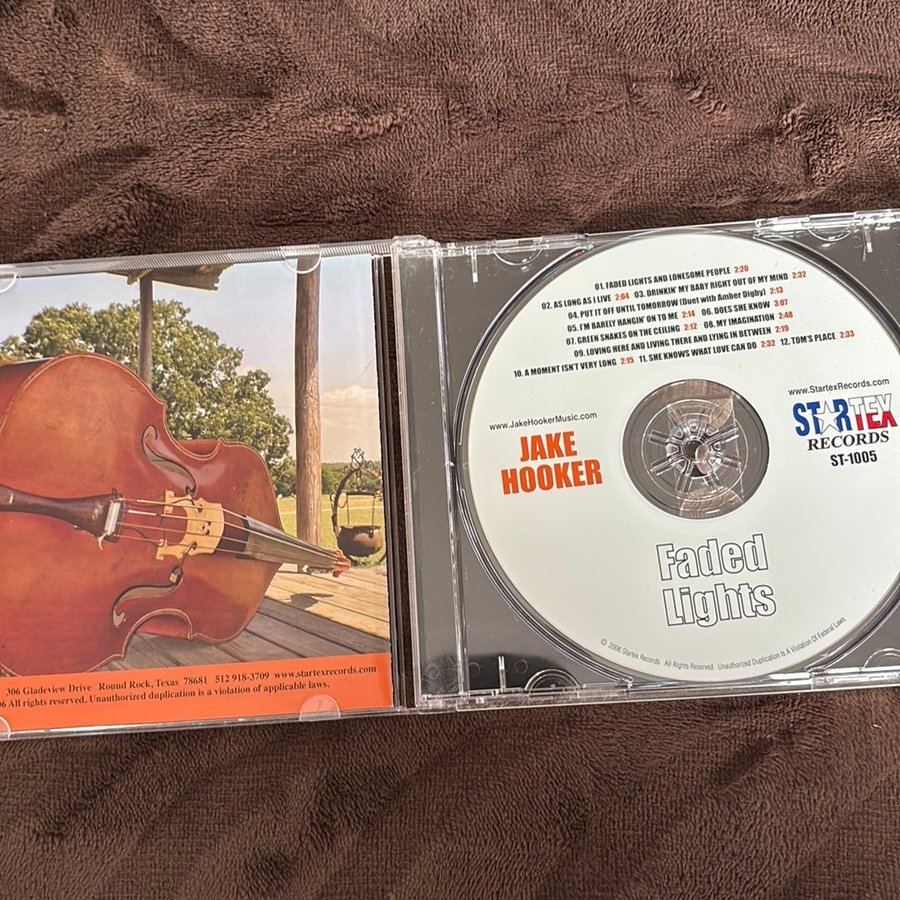 306 Gladeview Drive Round Rock, Texas 78681 512 918-3709 www.startexrecords.com
All rights reserved. Unauthorized duplication is a violation of applicable laws.
01. FADED LIGHTS AND LONESOME PEOPLE 2:20
02. AS LONG AS I LIVE 2:04 03. DRINKIN' MY BABY RIGHT OUT OF MY MIND 2:32
04. PUT IT OFF UNTIL TOMORROW (Duet with Amber Digby) 2:13
05. I'M BARELY HANGIN' ON TO ME 2:14 06. DOES SHE KNOW 3:07
07. GREEN SNAKES ON THE CEILING 2:12 08. MY IMAGINATION 2:48
09. LOVING HERE AND LIVING THERE AND LYING IN BETWEEN 2:19
10. A MOMENT ISN'T VERY LONG 2:15 11. SHE KNOWS WHAT LOVE CAN DO 2:32 12. TOM'S PLACE 2:33
www.JakeHookerMusic.com
JAKE
HOOKER
www.StartexRecords.com
STARTEX
RECORDS
ST-1005
Faded
Lights
© 2006 Startex Records All Rights Reserved Unauthorized Duplication Is A Violation Of Federal Laws